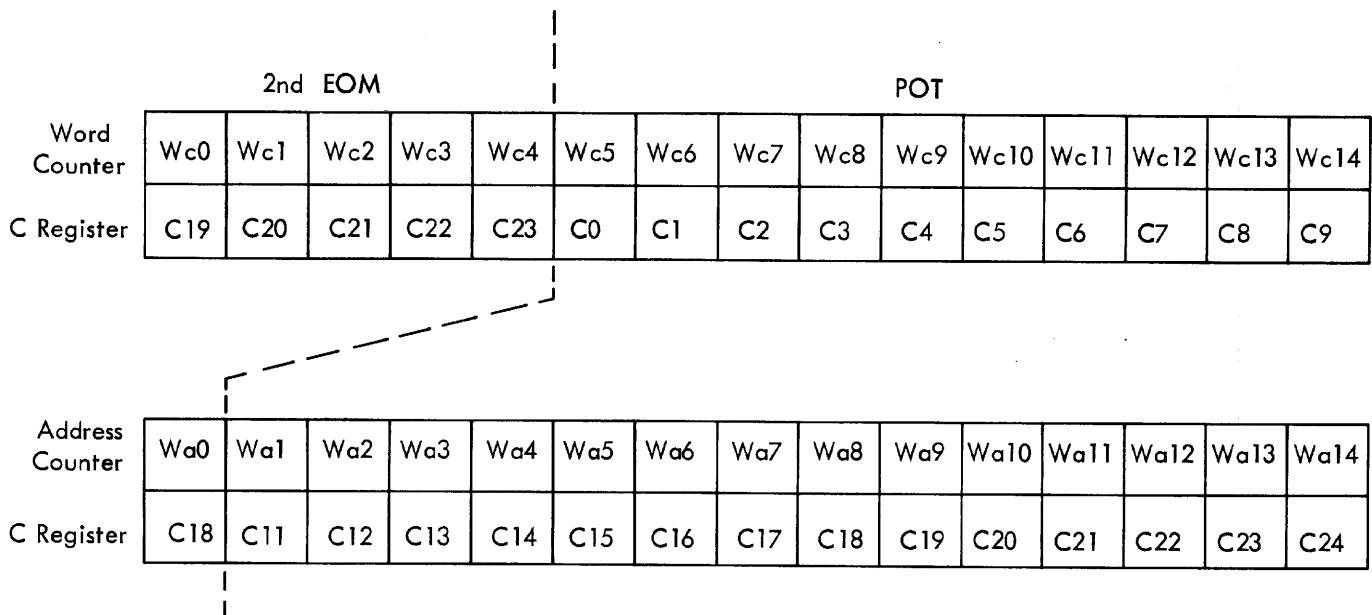 2nd EOM POT
Word Counter Wc0 Wc1 Wc2 Wc3 Wc4 Wc5 Wc6 Wc7 Wc8 Wc9 Wc10 Wc11 Wc12 Wc13 Wc14
C Register C19 C20 C21 C22 C23 C0 C1 C2 C3 C4 C5 C6 C7 C8 C9
Address Counter Wa0 Wa1 Wa2 Wa3 Wa4 Wa5 Wa6 Wa7 Wa8 Wa9 Wa10 Wa11 Wa12 Wa13 Wa14
C Register C18 C11 C12 C13 C14 C15 C16 C17 C18 C19 C20 C21 C22 C23 C24